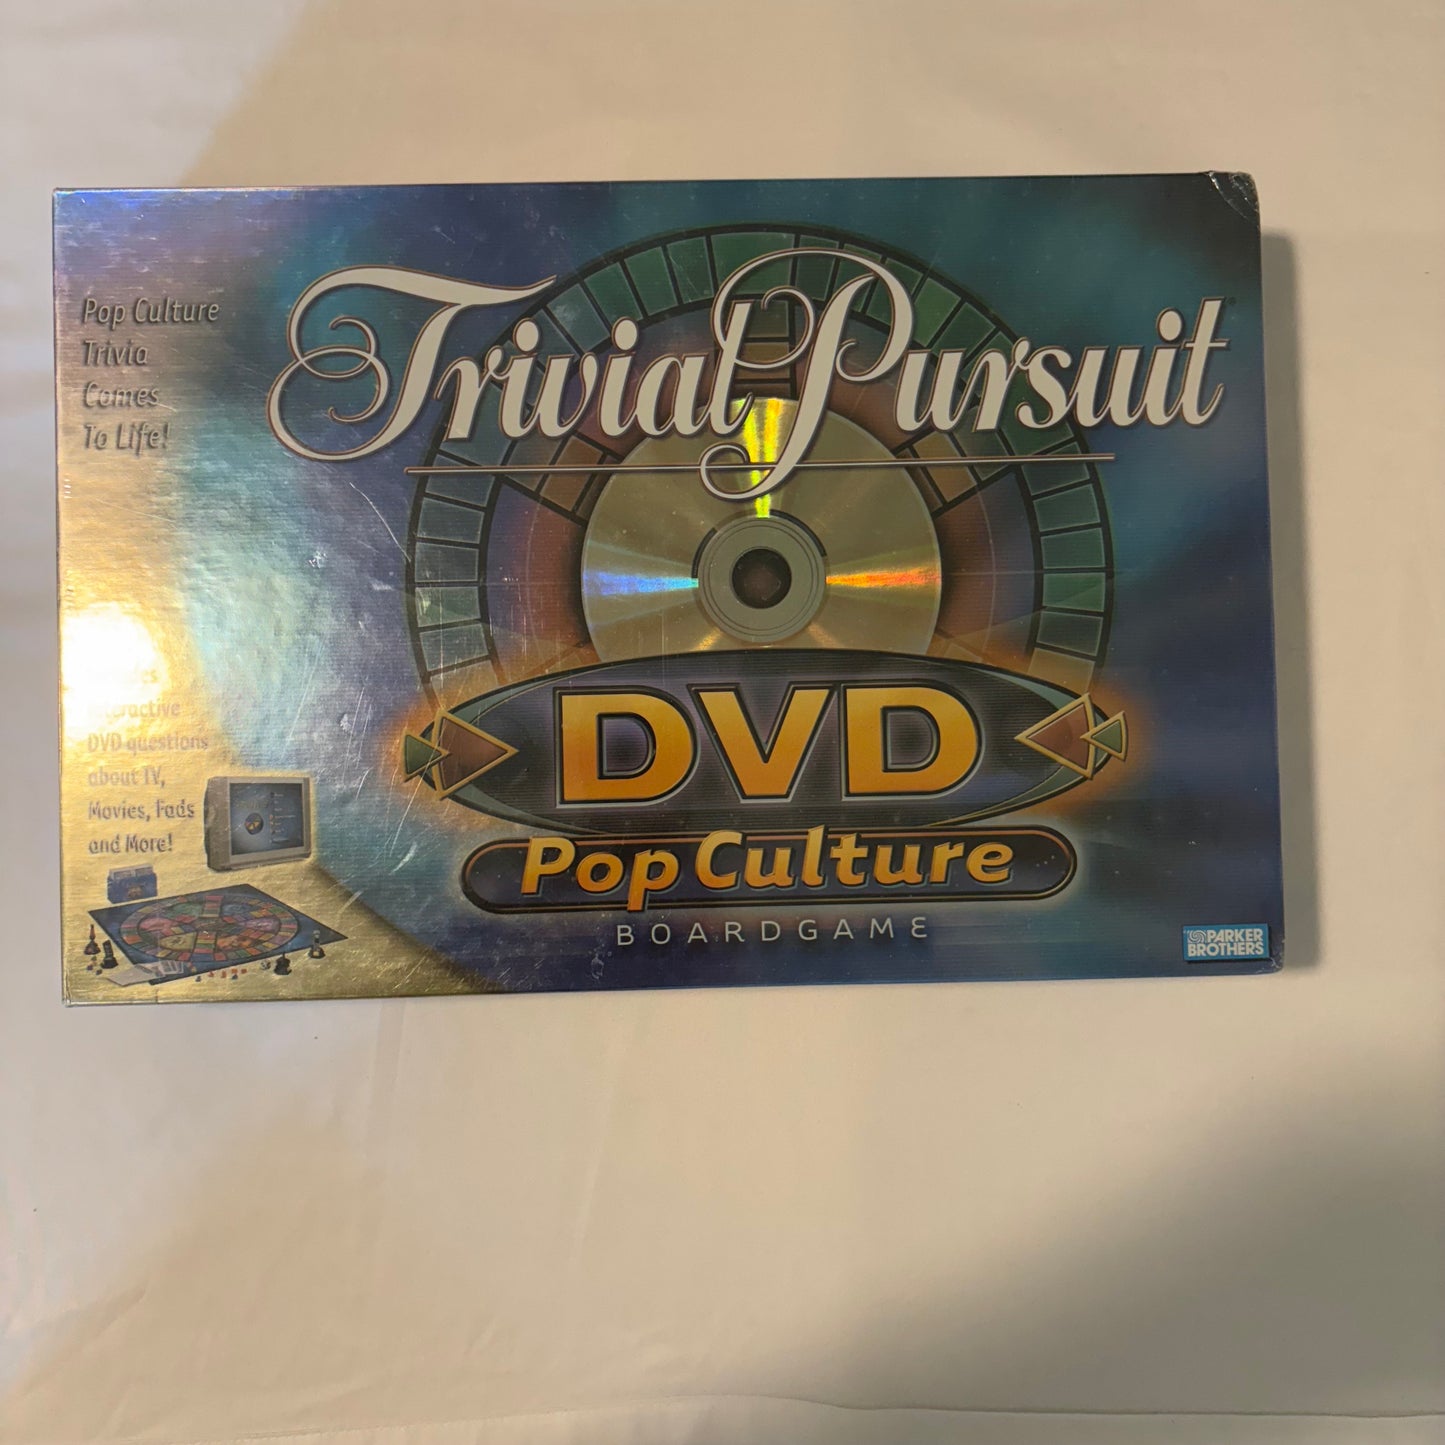 Pop Culture
Trivia
Comes
To Life!
Trivial Pursuit
DVD
Pop Culture
BOARDGAME
DVD questions
about TV,
Movies, Fads
and More!
PARKER
BROTHERS